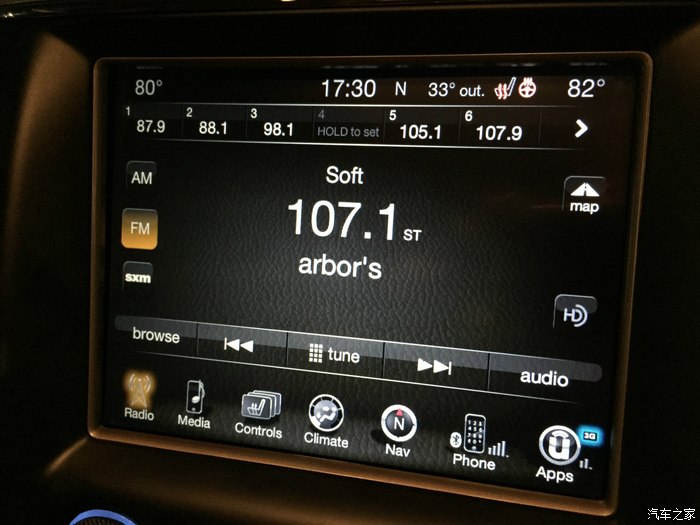 80° 17:30 N 33° out. 82°
1 87.9 2 88.1 3 98.1 4 HOLD to set 5 105.1 6 107.9
AM
Soft
map
FM
107.1 ST
sxm
arbor's
HD
browse tune audio
Radio Media Controls Climate N Nav Phone Apps
3G
汽车之家